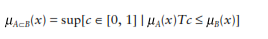 μA⊂B(x) = sup[c ∈ [0, 1] | μA(x)Tc ≤ μB(x)]